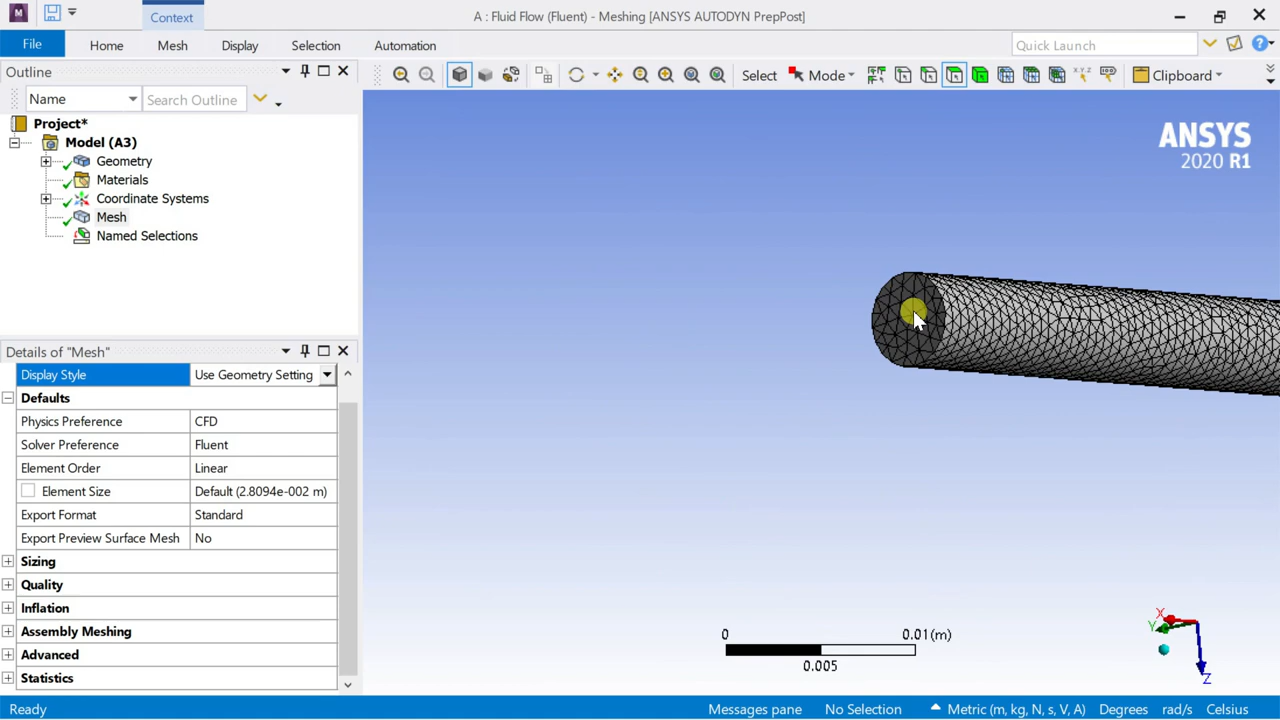 A : Fluid Flow (Fluent) - Meshing [ANSYS AUTODYN PrepPost]
Context
File
Home
Mesh
Display
Selection
Automation
Quick Launch
Outline
Select
Mode
Clipboard
Name
Search Outline
Project*
Model (A3)
Geometry
Materials
Coordinate Systems
Mesh
Named Selections
ANSYS
2020 R1
Details of "Mesh"
Display Style Use Geometry Setting
Defaults
Physics Preference CFD
Solver Preference Fluent
Element Order Linear
Element Size Default (2.8094e-002 m)
Export Format Standard
Export Preview Surface Mesh No
Sizing
Quality
Inflation
Assembly Meshing
Advanced
Statistics
0 0.01(m)
0.005
X
Y
Z
Ready
Messages pane
No Selection
Metric (m, kg, N, s, V, A)
Degrees
rad/s
Celsius